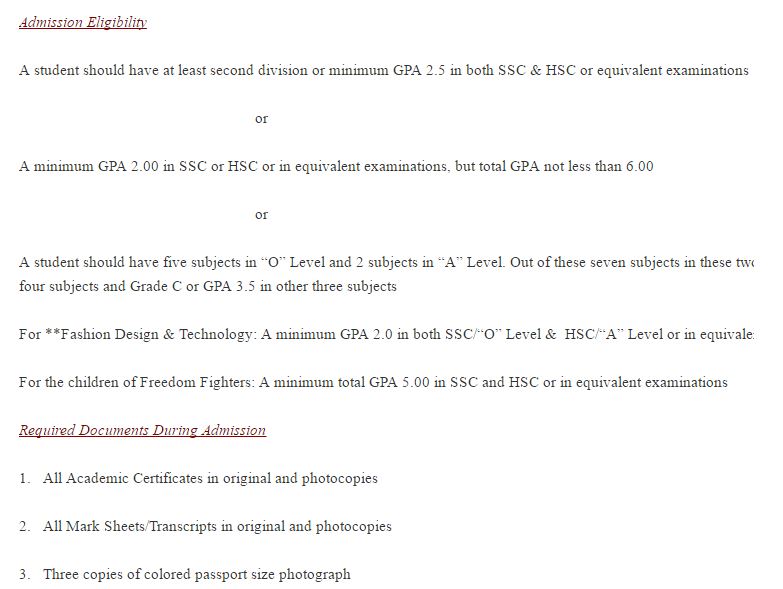 Admission Eligibility
A student should have at least second division or minimum GPA 2.5 in both SSC & HSC or equivalent examinations
or
A minimum GPA 2.00 in SSC or HSC or in equivalent examinations, but total GPA not less than 6.00
or
A student should have five subjects in “O” Level and 2 subjects in “A” Level. Out of these seven subjects in these
four subjects and Grade C or GPA 3.5 in other three subjects
For **Fashion Design & Technology: A minimum GPA 2.0 in both SSC/“O” Level & HSC/“A” Level or in
For the children of Freedom Fighters: A minimum total GPA 5.00 in SSC and HSC or in equivalent examinations
Required Documents During Admission
1. All Academic Certificates in original and photocopies
2. All Mark Sheets/Transcripts in original and photocopies
3. Three copies of colored passport size photograph